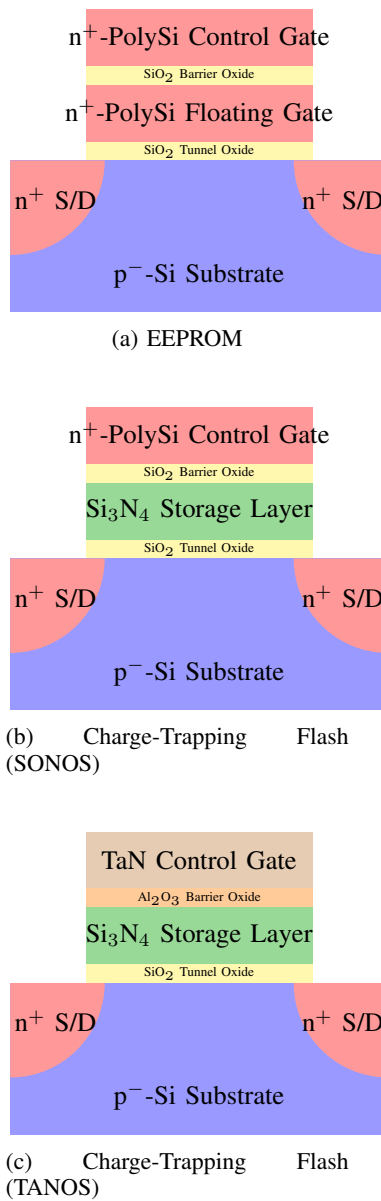 n⁺-PolySi Control Gate
SiO₂ Barrier Oxide
n⁺-PolySi Floating Gate
SiO₂ Tunnel Oxide
n⁺ S/D n⁺ S/D
p⁻-Si Substrate
(a) EEPROM
n⁺-PolySi Control Gate
SiO₂ Barrier Oxide
Si₃N₄ Storage Layer
SiO₂ Tunnel Oxide
n⁺ S/D n⁺ S/D
p⁻-Si Substrate
(b) Charge-Trapping Flash
(SONOS)
TaN Control Gate
Al₂O₃ Barrier Oxide
Si₃N₄ Storage Layer
SiO₂ Tunnel Oxide
n⁺ S/D n⁺ S/D
p⁻-Si Substrate
(c) Charge-Trapping Flash
(TANOS)